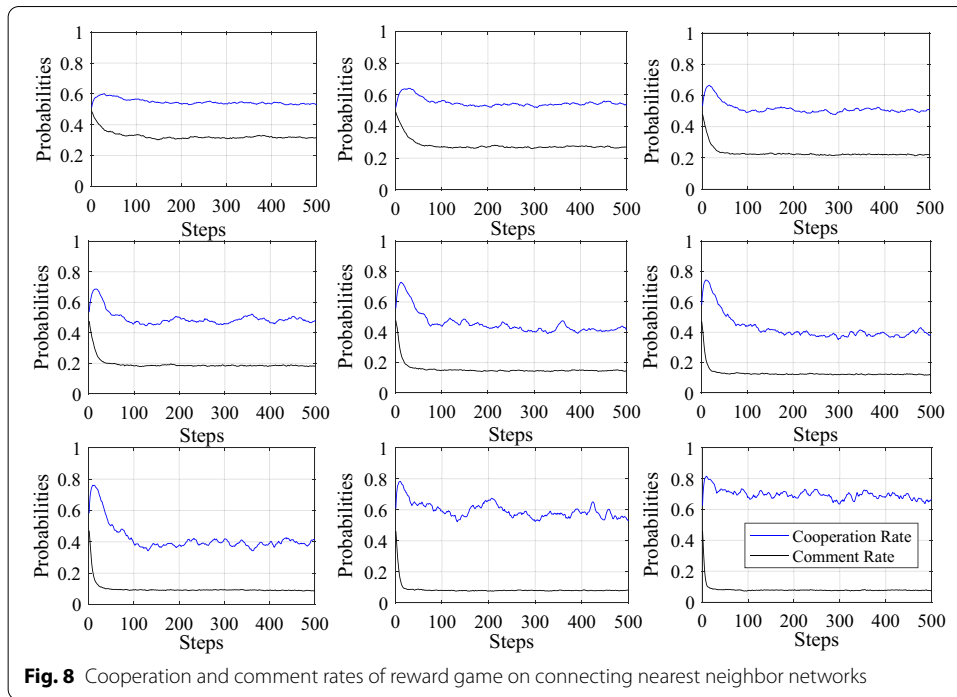 1
0.8
0.6
0.4
0.2
0
Probabilities
0 100 200 300 400 500
Steps
1
0.8
0.6
0.4
0.2
0
Probabilities
0 100 200 300 400 500
Steps
1
0.8
0.6
0.4
0.2
0
Probabilities
0 100 200 300 400 500
Steps
1
0.8
0.6
0.4
0.2
0
Probabilities
0 100 200 300 400 500
Steps
1
0.8
0.6
0.4
0.2
0
Probabilities
0 100 200 300 400 500
Steps
1
0.8
0.6
0.4
0.2
0
Probabilities
0 100 200 300 400 500
Steps
1
0.8
0.6
0.4
0.2
0
Probabilities
0 100 200 300 400 500
Steps
1
0.8
0.6
0.4
0.2
0
Probabilities
0 100 200 300 400 500
Steps
1
0.8
0.6
0.4
0.2
0
Probabilities
Cooperation Rate
Comment Rate
0 100 200 300 400 500
Steps
Fig. 8 Cooperation and comment rates of reward game on connecting nearest neighbor networks